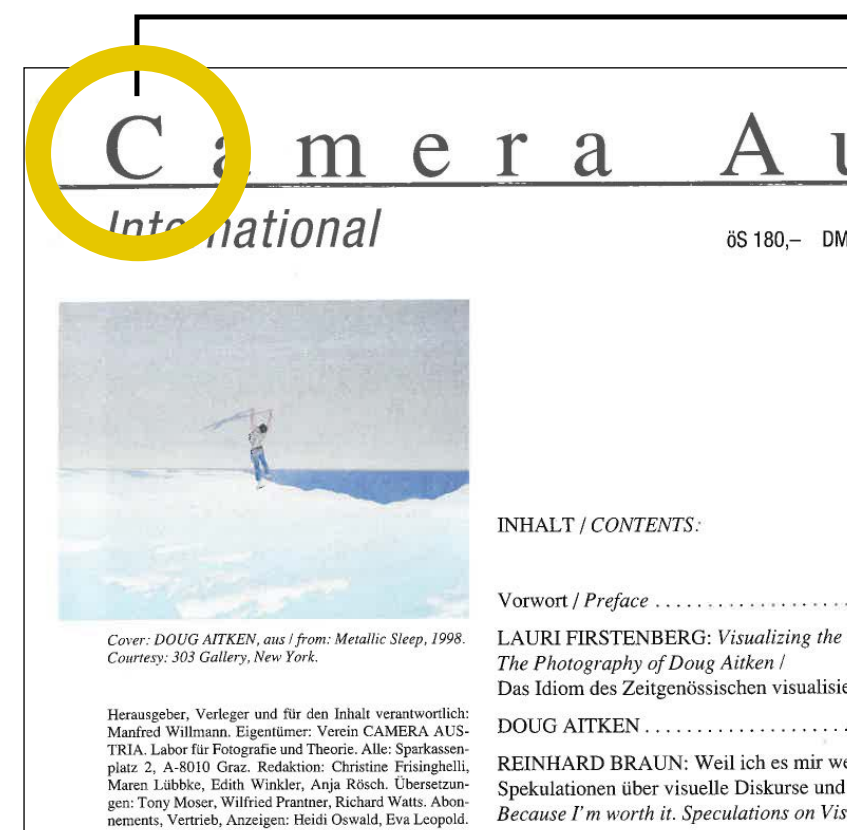 Camera Au
International
öS 180,– DM
INHALT / CONTENTS:
Vorwort / Preface ....................
LAURI FIRSTENBERG: Visualizing the
The Photography of Doug Aitken /
Das Idiom des Zeitgenössischen visualisie
DOUG AITKEN ....................
REINHARD BRAUN: Weil ich es mir we
Spekulationen über visuelle Diskurse und
Because I'm worth it. Speculations on Vis
Cover: DOUG AITKEN, aus / from: Metallic Sleep, 1998.
Courtesy: 303 Gallery, New York.
Herausgeber, Verleger und für den Inhalt verantwortlich:
Manfred Willmann. Eigentümer: Verein CAMERA AUS-
TRIA. Labor für Fotografie und Theorie. Alle: Sparkassen-
platz 2, A-8010 Graz. Redaktion: Christine Frisinghelli,
Maren Lübbke, Edith Winkler, Anja Rösch. Übersetzun-
gen: Tony Moser, Wilfried Prantner, Richard Watts. Abon-
nements, Vertrieb, Anzeigen: Heidi Oswald, Eva Leopold.